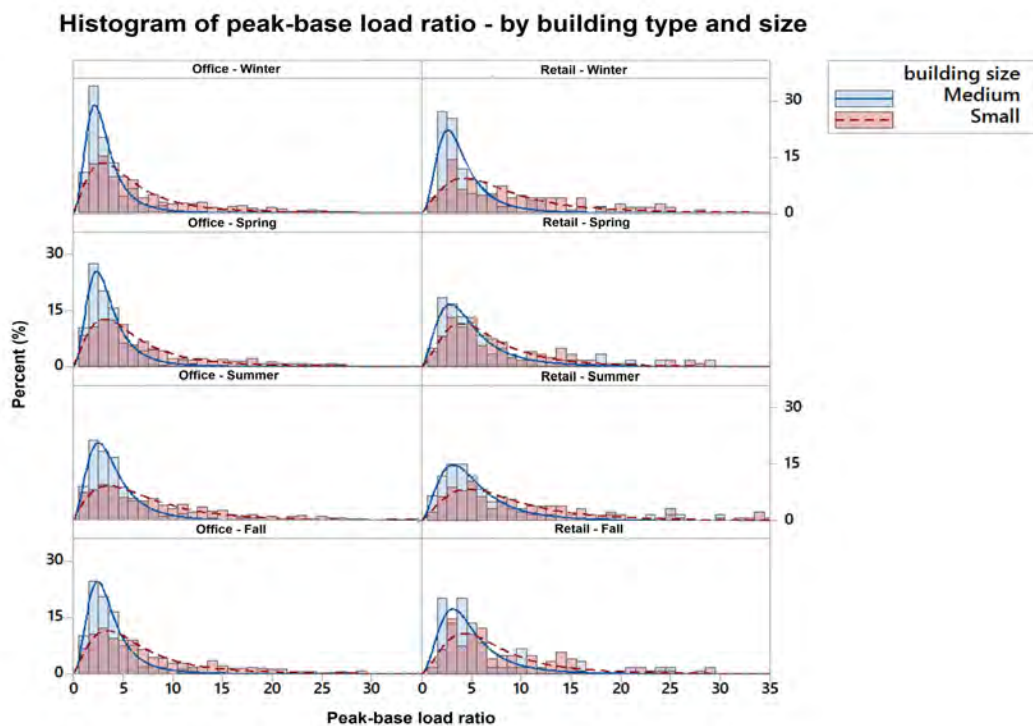 Histogram of peak-base load ratio - by building type and size
Office - Winter
Retail - Winter
building size
Medium
Small
30
15
0
Office - Spring
Retail - Spring
30
15
0
Percent (%)
Office - Summer
Retail - Summer
30
15
0
Office - Fall
Retail - Fall
30
15
0
0 5 10 15 20 25 30 0 5 10 15 20 25 30 35
Peak-base load ratio